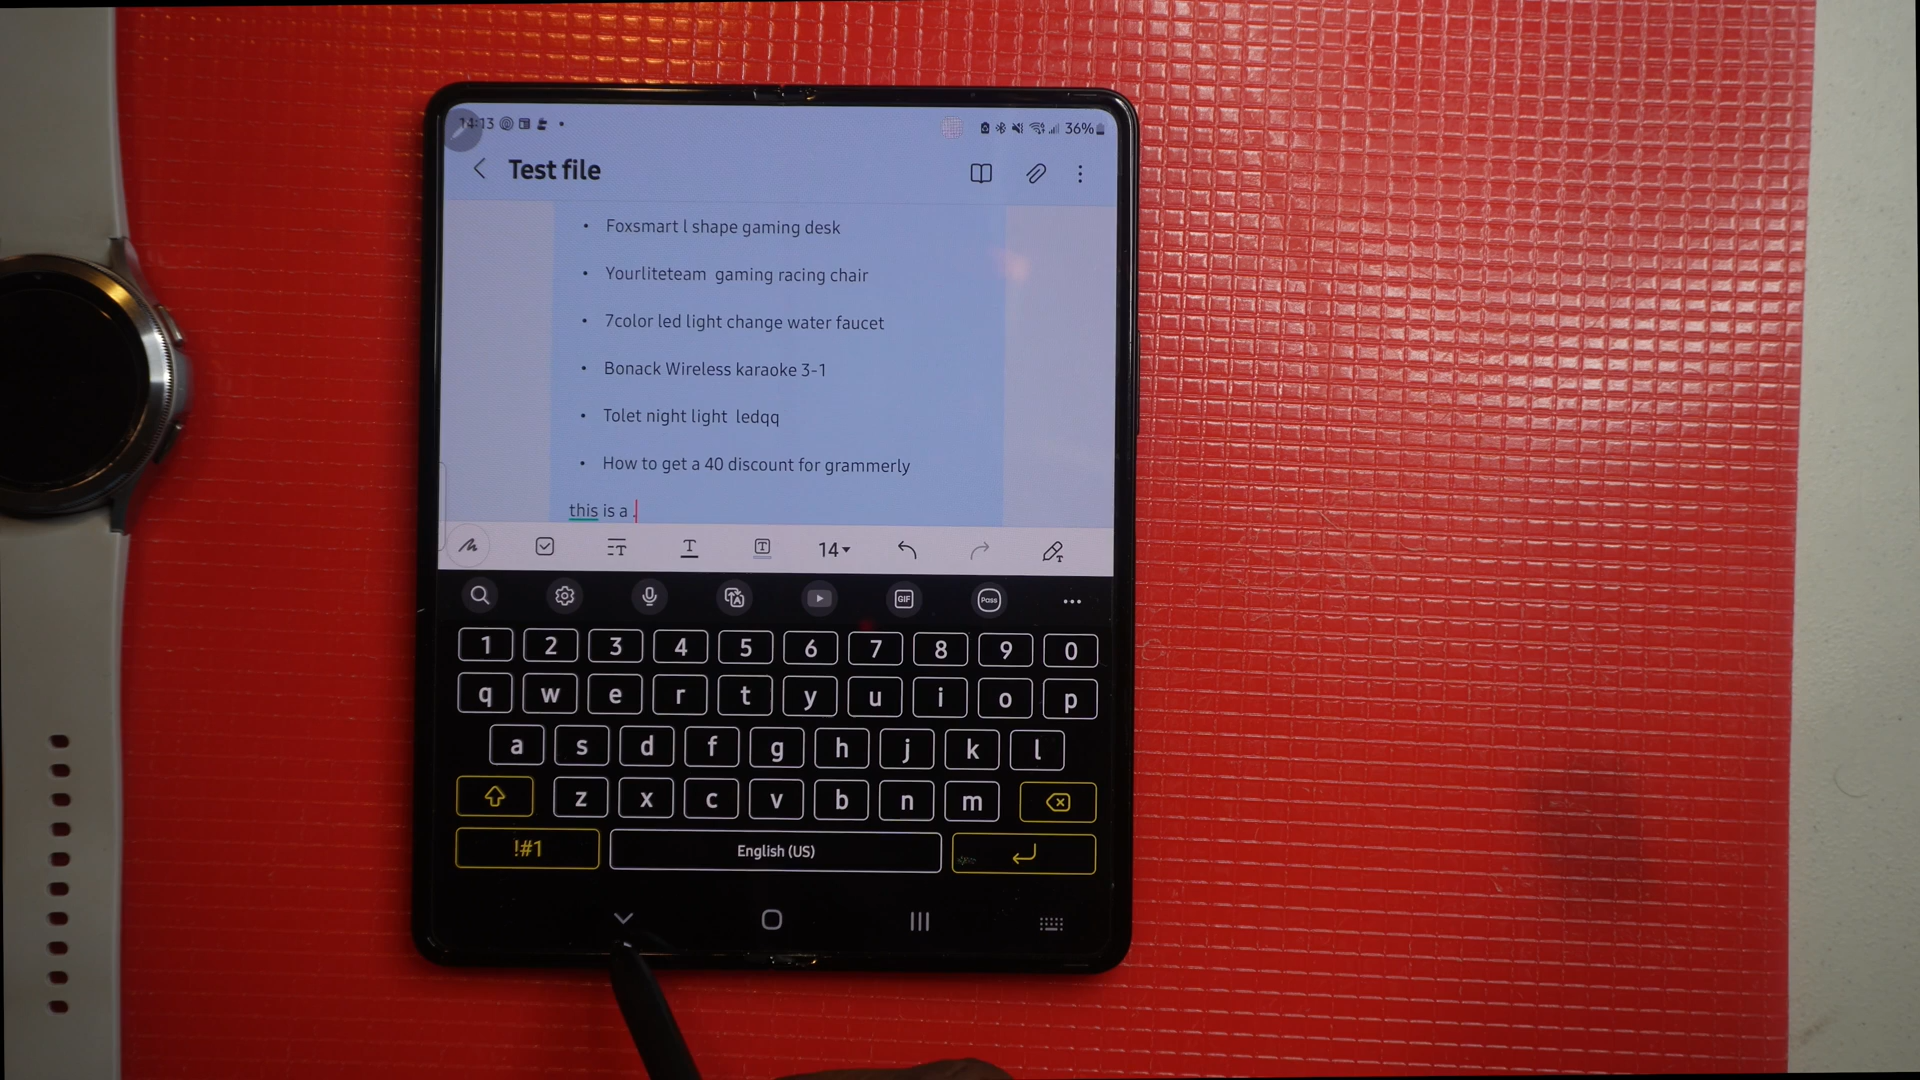 14:13
36%
Test file
• Foxsmart l shape gaming desk
• Yourliteteam gaming racing chair
• 7color led light change water faucet
• Bonack Wireless karaoke 3-1
• Tolet night light ledqq
• How to get a 40 discount for grammerly
this is a .
T T T 14
GIF Pass
1 2 3 4 5 6 7 8 9 0
q w e r t y u i o p
a s d f g h j k l
z x c v b n m
!#1 English (US)